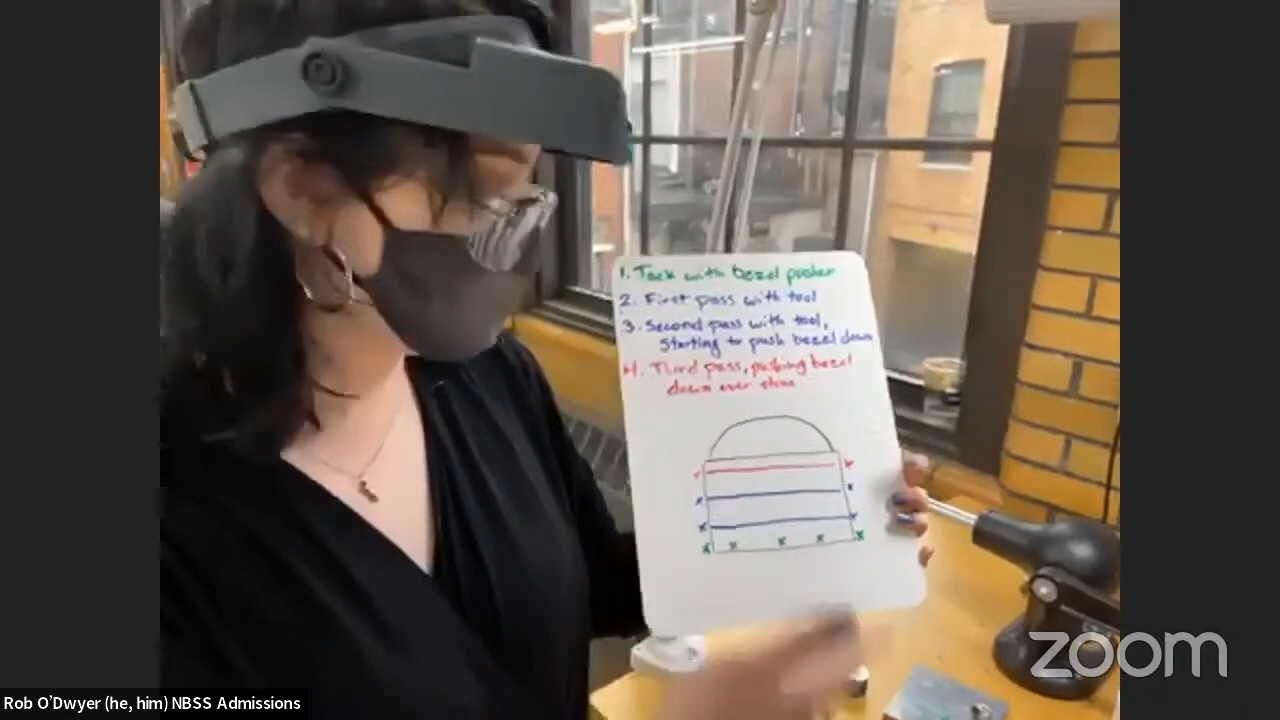 1. Tack with bezel pusher
2. First pass with tool
3. Second pass with tool,
starting to push bezel down
4. Third pass, pushing bezel
down over stone
x x
x x
x x
x x x x x
zoom
Rob O'Dwyer (he, him) NBSS Admissions